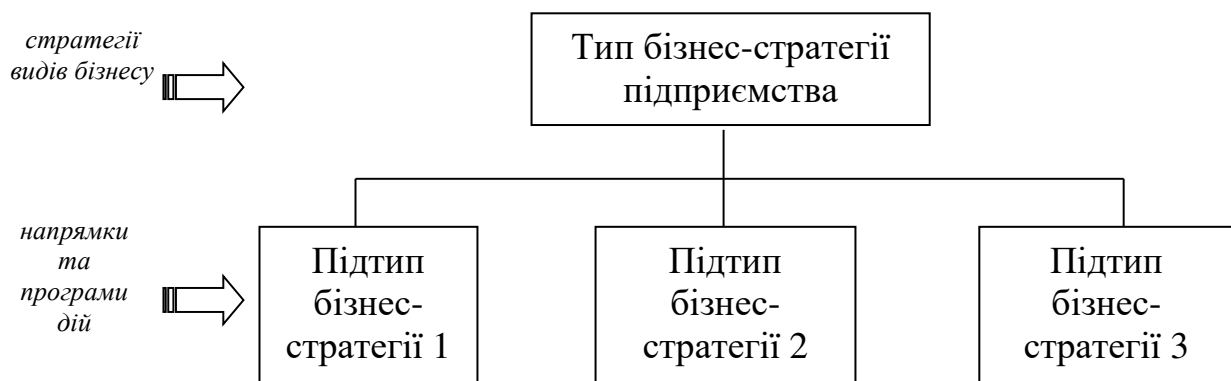 стратегії
видів бізнесу
Тип бізнес-стратегії
підприємства
напрямки
та
програми
дій
Підтип
бізнес-
стратегії 1
Підтип
бізнес-
стратегії 2
Підтип
бізнес-
стратегії 3